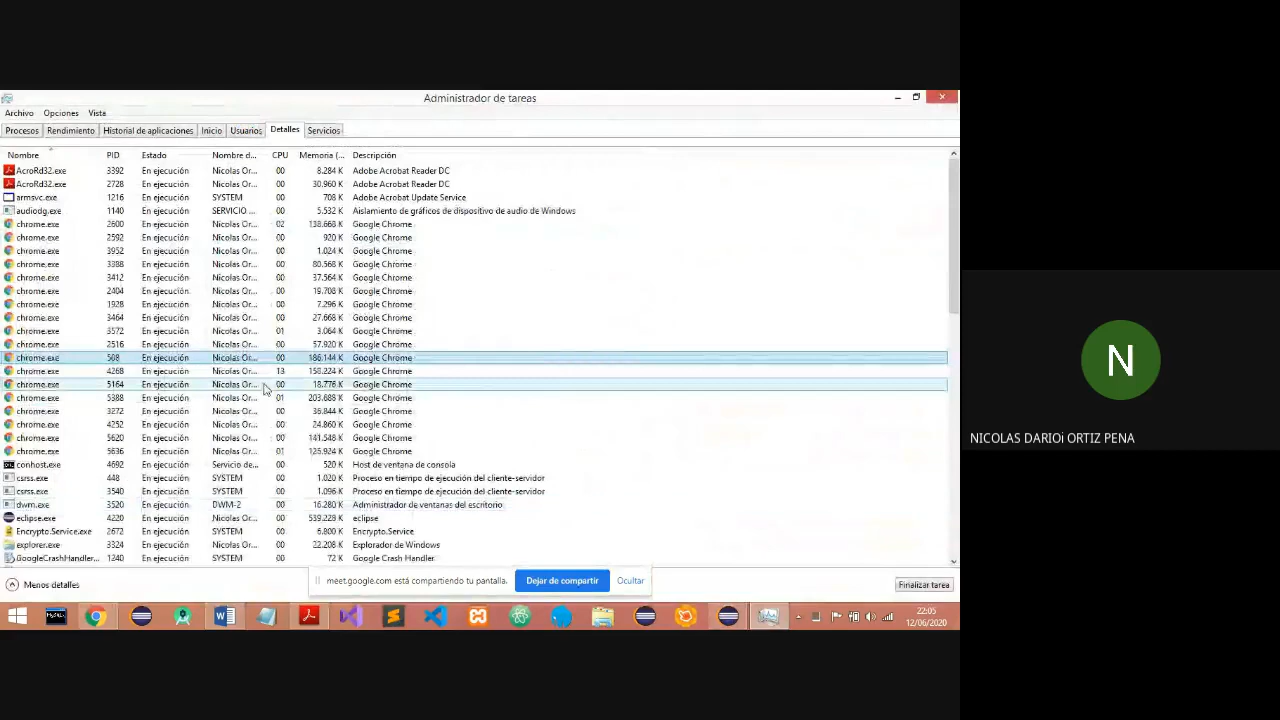 Administrador de tareas
Archivo Opciones Vista
Procesos Rendimiento Historial de aplicaciones Inicio Usuarios Detalles Servicios
Nombre PID Estado Nombre d... CPU Memoria (... Descripción
AcroRd32.exe 3392 En ejecución Nicolas Or... 00 8.284 K Adobe Acrobat Reader DC
AcroRd32.exe 2728 En ejecución Nicolas Or... 00 30.960 K Adobe Acrobat Reader DC
armsvc.exe 1216 En ejecución SYSTEM 00 708 K Adobe Acrobat Update Service
audiodg.exe 1140 En ejecución SERVICIO ... 00 5.532 K Aislamiento de gráficos de dispositivo de audio de Windows
chrome.exe 2600 En ejecución Nicolas Or... 02 138.668 K Google Chrome
chrome.exe 2592 En ejecución Nicolas Or... 00 920 K Google Chrome
chrome.exe 3952 En ejecución Nicolas Or... 00 1.024 K Google Chrome
chrome.exe 3388 En ejecución Nicolas Or... 00 80.568 K Google Chrome
chrome.exe 3412 En ejecución Nicolas Or... 00 37.564 K Google Chrome
chrome.exe 2404 En ejecución Nicolas Or... 00 19.708 K Google Chrome
chrome.exe 1928 En ejecución Nicolas Or... 00 7.296 K Google Chrome
chrome.exe 3464 En ejecución Nicolas Or... 00 27.668 K Google Chrome
chrome.exe 3572 En ejecución Nicolas Or... 01 3.064 K Google Chrome
chrome.exe 2516 En ejecución Nicolas Or... 00 57.920 K Google Chrome
chrome.exe 508 En ejecución Nicolas Or... 00 186.144 K Google Chrome
chrome.exe 4268 En ejecución Nicolas Or... 13 158.224 K Google Chrome
chrome.exe 5164 En ejecución Nicolas Or... 00 18.776 K Google Chrome
chrome.exe 5388 En ejecución Nicolas Or... 01 203.688 K Google Chrome
chrome.exe 3272 En ejecución Nicolas Or... 00 36.844 K Google Chrome
chrome.exe 4252 En ejecución Nicolas Or... 00 24.860 K Google Chrome
chrome.exe 5620 En ejecución Nicolas Or... 00 141.548 K Google Chrome
chrome.exe 5636 En ejecución Nicolas Or... 01 125.924 K Google Chrome
conhost.exe 4692 En ejecución Servicio de... 00 520 K Host de ventana de consola
csrss.exe 448 En ejecución SYSTEM 00 1.020 K Proceso en tiempo de ejecución del cliente-servidor
csrss.exe 3540 En ejecución SYSTEM 00 1.096 K Proceso en tiempo de ejecución del cliente-servidor
dwm.exe 3520 En ejecución DWM-2 00 16.280 K Administrador de ventanas del escritorio
eclipse.exe 4220 En ejecución Nicolas Or... 00 539.228 K eclipse
Encrypto.Service.exe 2672 En ejecución SYSTEM 00 6.800 K Encrypto.Service
explorer.exe 3324 En ejecución Nicolas Or... 00 22.208 K Explorador de Windows
GoogleCrashHandler... 1240 En ejecución SYSTEM 00 72 K Google Crash Handler
Menos detalles
meet.google.com está compartiendo tu pantalla. Dejar de compartir Ocultar
Finalizar tarea
22:05
12/06/2020
N
NICOLAS DARIOi ORTIZ PENA